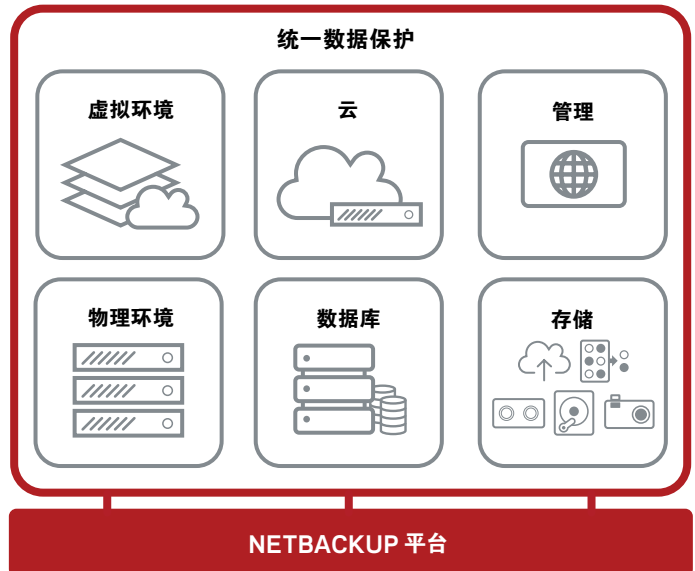 统一数据保护
虚拟环境
云
管理
物理环境
数据库
存储
NETBACKUP 平台